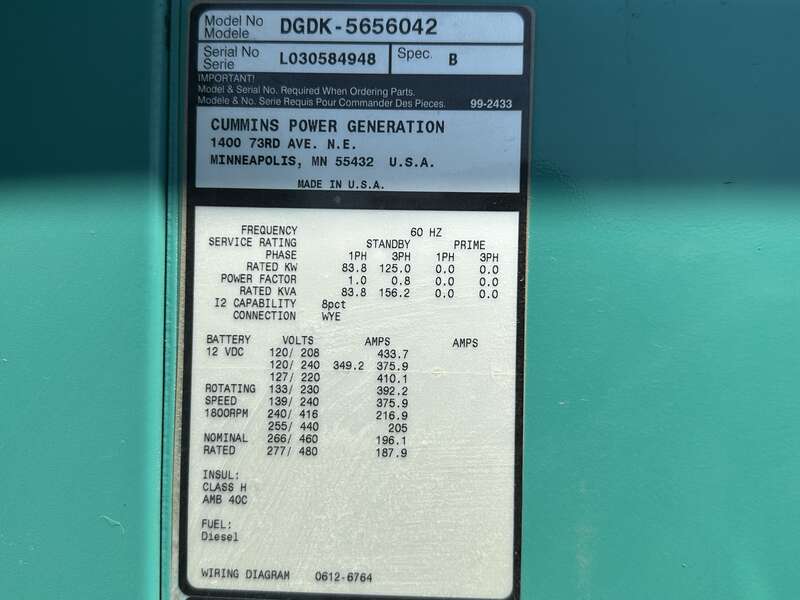 Model No
Modele DGDK-5656042
Serial No
Serie L030584948 Spec. B
IMPORTANT!
Model & Serial No. Required When Ordering Parts.
Modele & No. Serie Requis Pour Commander Des Pieces. 99-2433
CUMMINS POWER GENERATION
1400 73RD AVE. N.E.
MINNEAPOLIS, MN 55432 U.S.A.
MADE IN U.S.A.
FREQUENCY 60 HZ
SERVICE RATING STANDBY PRIME
PHASE 1PH 3PH 1PH 3PH
RATED KW 83.8 125.0 0.0 0.0
POWER FACTOR 1.0 0.8 0.0 0.0
RATED KVA 83.8 156.2 0.0 0.0
I2 CAPABILITY 8pct
CONNECTION WYE
BATTERY VOLTS AMPS AMPS
12 VDC 120/ 208 433.7
120/ 240 349.2 375.9
127/ 220 410.1
ROTATING 133/ 230 392.2
SPEED 139/ 240 375.9
1800RPM 240/ 416 216.9
255/ 440 205
NOMINAL 266/ 460 196.1
RATED 277/ 480 187.9
INSUL:
CLASS H
AMB 40C
FUEL:
Diesel
WIRING DIAGRAM 0612-6764